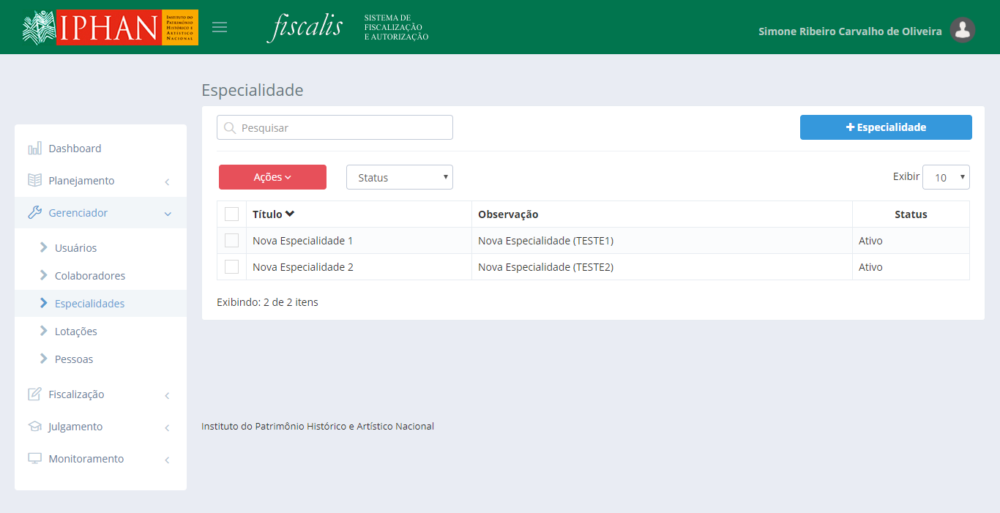 IPHAN
INSTITUTO DO
PATRIMÔNIO
HISTÓRICO E
ARTÍSTICO
NACIONAL
fiscalis
SISTEMA DE
FISCALIZAÇÃO
E AUTORIZAÇÃO
Simone Ribeiro Carvalho de Oliveira
Dashboard
Planejamento
Gerenciador
Usuários
Colaboradores
Especialidades
Lotações
Pessoas
Fiscalização
Julgamento
Monitoramento
Especialidade
Pesquisar
+ Especialidade
Ações
Status
Exibir 10
Título Observação Status
Nova Especialidade 1 Nova Especialidade (TESTE1) Ativo
Nova Especialidade 2 Nova Especialidade (TESTE2) Ativo
Exibindo: 2 de 2 itens
Instituto do Patrimônio Histórico e Artístico Nacional